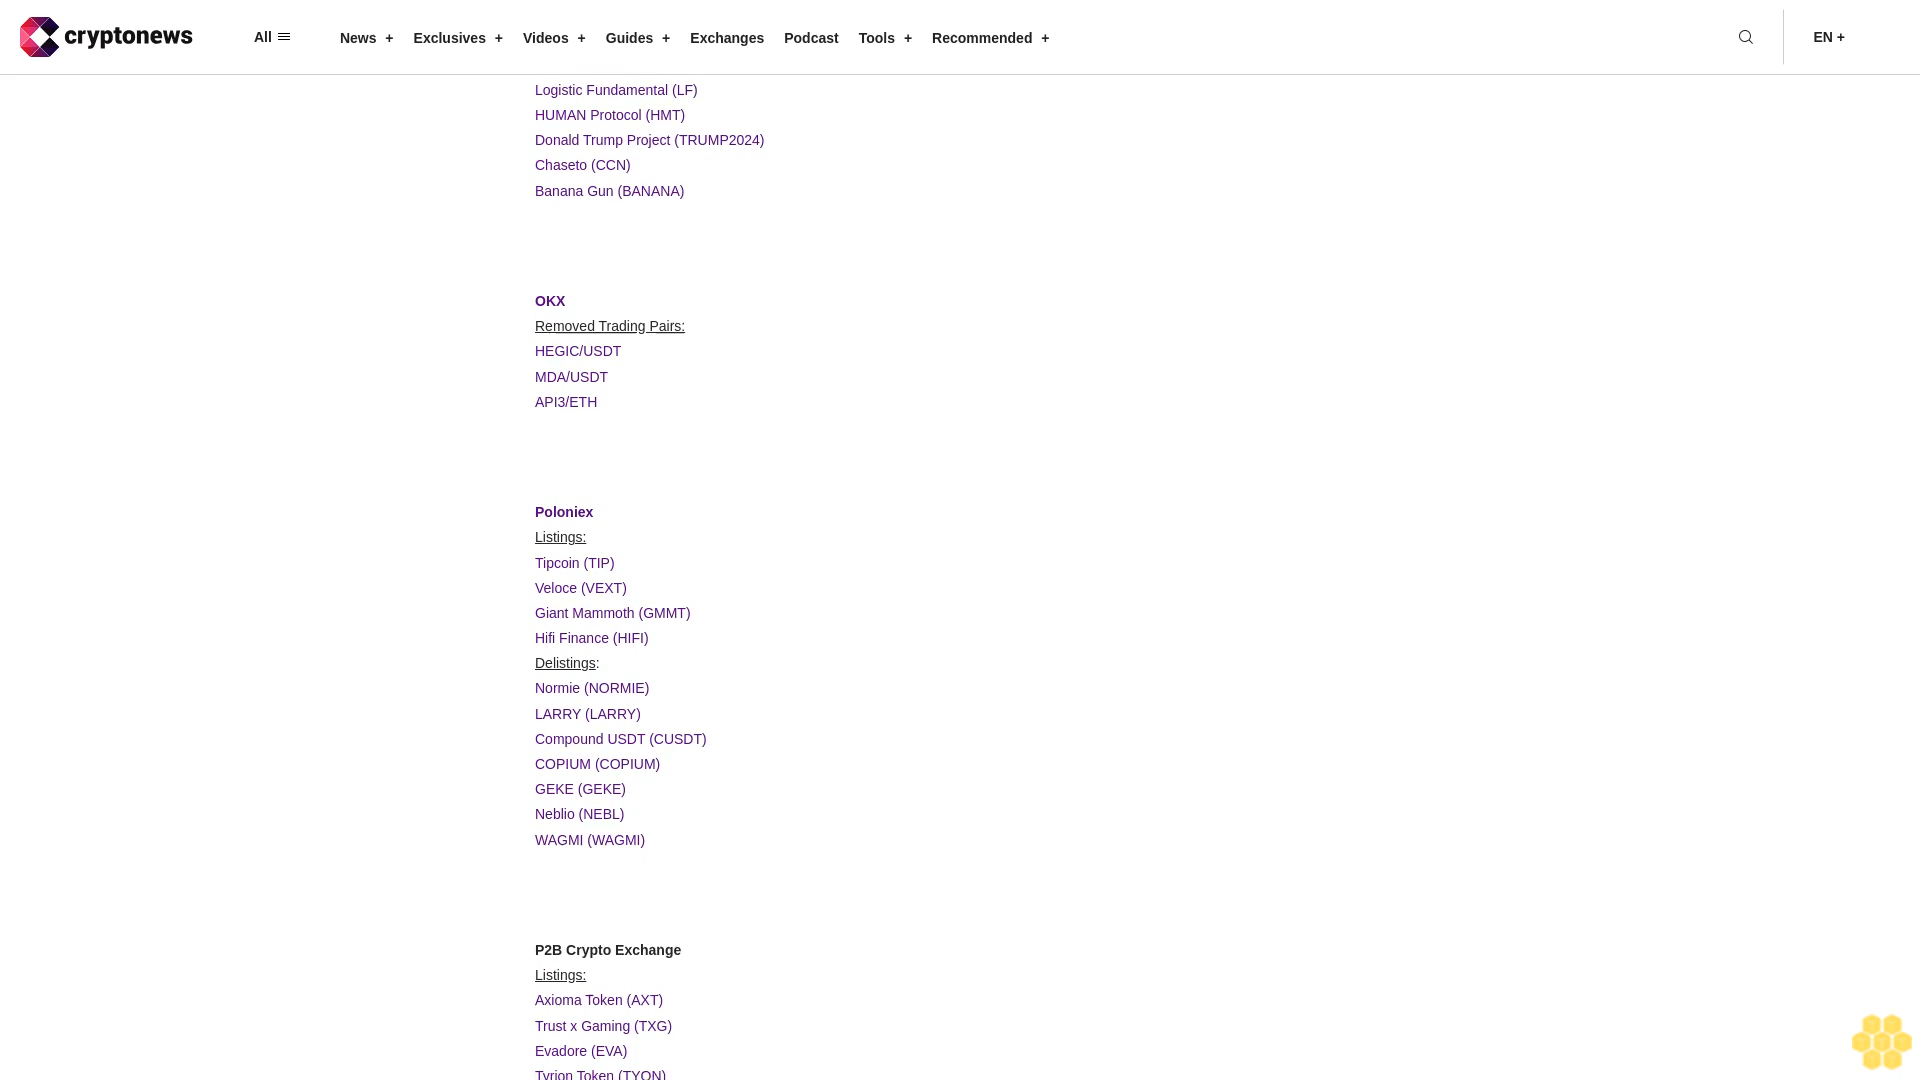 cryptonews
All
News +
Exclusives +
Videos +
Guides +
Exchanges
Podcast
Tools +
Recommended +
EN +
Logistic Fundamental (LF)
HUMAN Protocol (HMT)
Donald Trump Project (TRUMP2024)
Chaseto (CCN)
Banana Gun (BANANA)
OKX
Removed Trading Pairs:
HEGIC/USDT
MDA/USDT
API3/ETH
Poloniex
Listings:
Tipcoin (TIP)
Veloce (VEXT)
Giant Mammoth (GMMT)
Hifi Finance (HIFI)
Delistings:
Normie (NORMIE)
LARRY (LARRY)
Compound USDT (CUSDT)
COPIUM (COPIUM)
GEKE (GEKE)
Neblio (NEBL)
WAGMI (WAGMI)
P2B Crypto Exchange
Listings:
Axioma Token (AXT)
Trust x Gaming (TXG)
Evadore (EVA)
Tyrion Token (TYON)